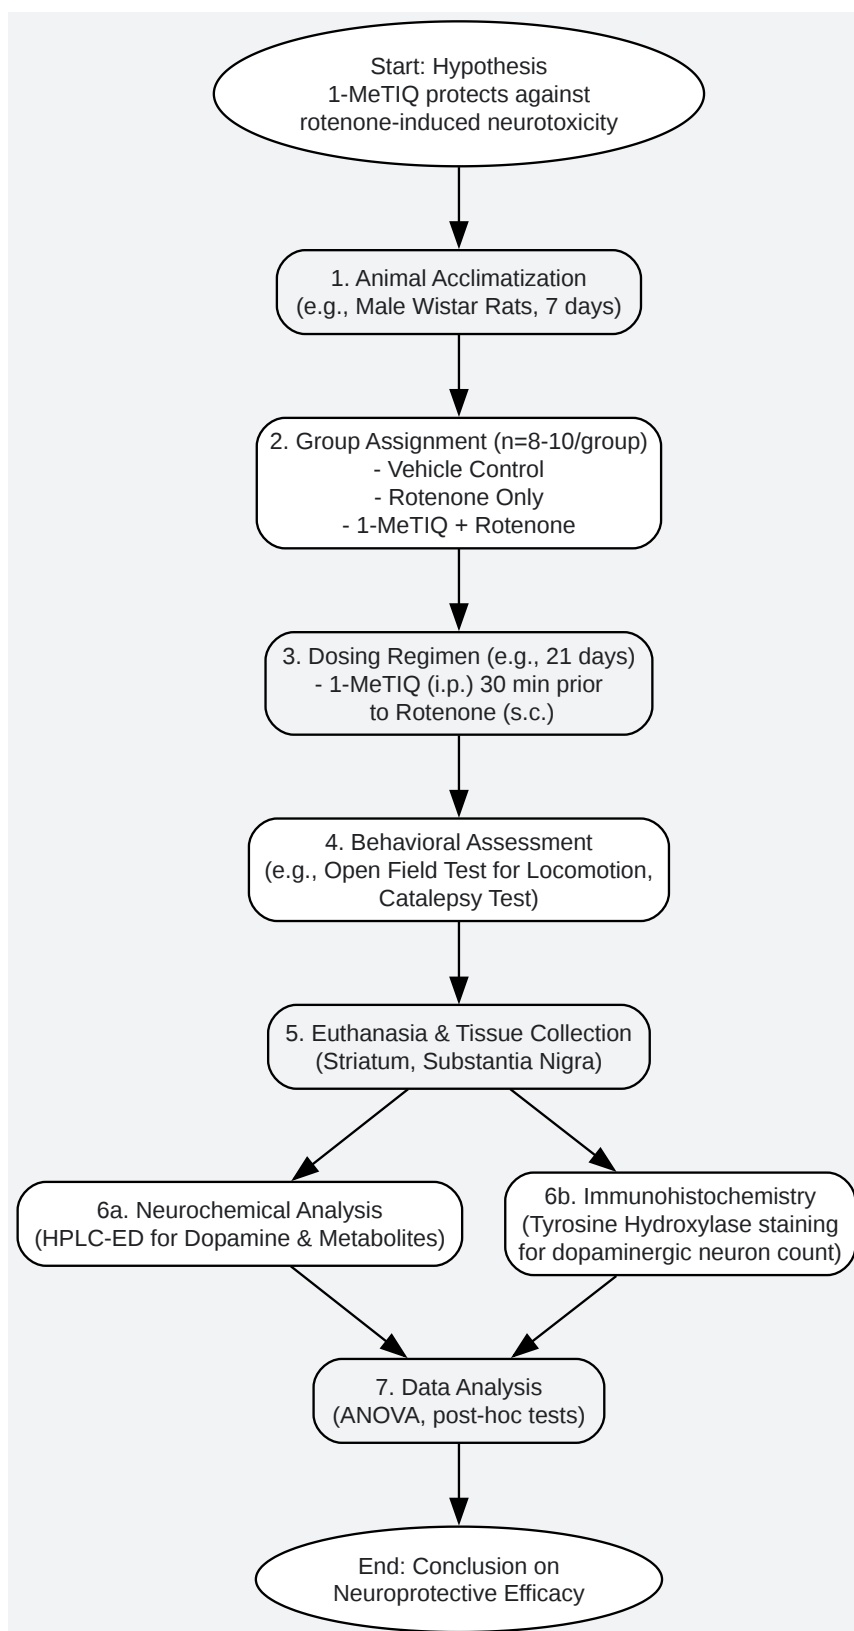 Start: Hypothesis
1-MeTIQ protects against
rotenone-induced neurotoxicity
1. Animal Acclimatization
(e.g., Male Wistar Rats, 7 days)
2. Group Assignment (n=8-10/group)
- Vehicle Control
- Rotenone Only
- 1-MeTIQ + Rotenone
3. Dosing Regimen (e.g., 21 days)
- 1-MeTIQ (i.p.) 30 min prior
to Rotenone (s.c.)
4. Behavioral Assessment
(e.g., Open Field Test for Locomotion,
Catalepsy Test)
5. Euthanasia & Tissue Collection
(Striatum, Substantia Nigra)
6a. Neurochemical Analysis
(HPLC-ED for Dopamine & Metabolites)
6b. Immunohistochemistry
(Tyrosine Hydroxylase staining
for dopaminergic neuron count)
7. Data Analysis
(ANOVA, post-hoc tests)
End: Conclusion on
Neuroprotective Efficacy